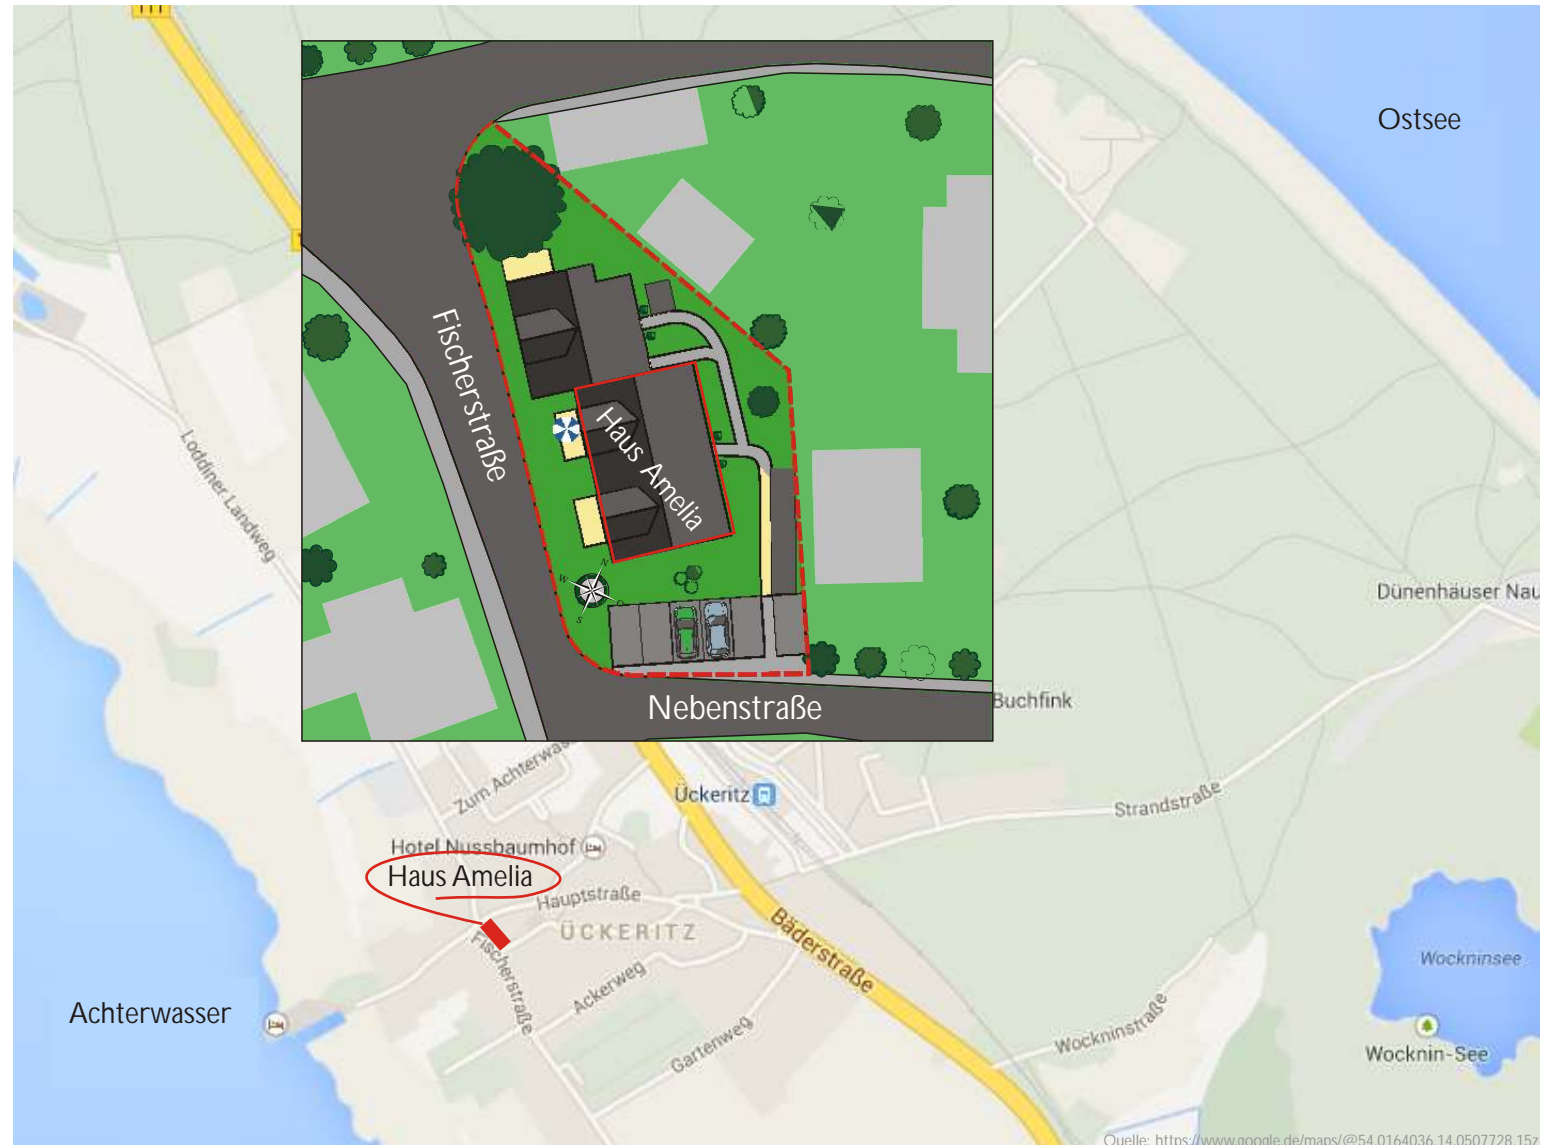 Ostsee
Fischerstraße
Haus Amelia
N
W
O
S
Nebenstraße
Loddiner Landweg
Dünenhäuser Nau
Buchfink
Zum Achterwass
Ückeritz
Strandstraße
Hotel Nussbaumhof
Haus Amelia
Hauptstraße
ÜCKERITZ
Bäderstraße
Fischerstraße
Ackerweg
Gartenweg
Achterwasser
Wockninsee
Wockninstraße
Wocknin-See
Quelle: https://www.google.de/maps/@54.0164036,14.0507728,15z